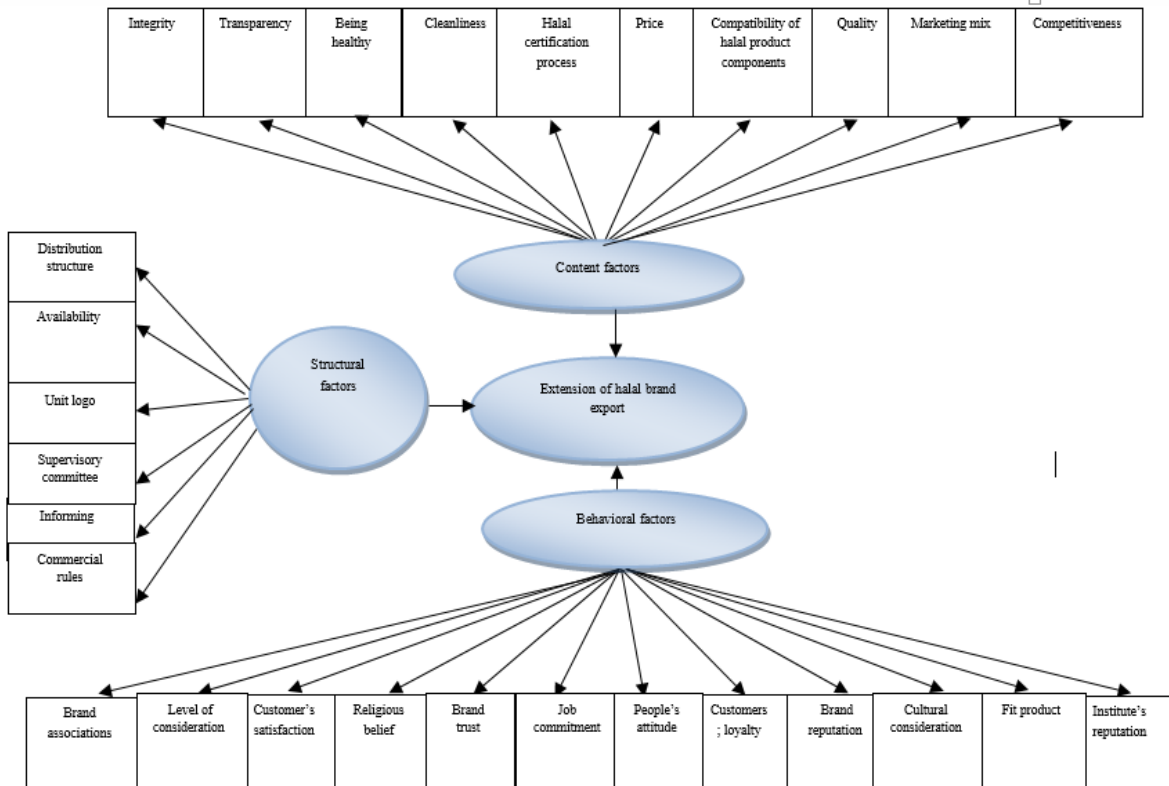 Integrity
Transparency
Being
healthy
Cleanliness
Halal
certification
process
Price
Compatibility of
halal product
components
Quality
Marketing mix
Competitiveness
Content factors
Distribution
structure
Availability
Unit logo
Supervisory
committee
Informing
Commercial
rules
Structural
factors
Extension of halal brand
export
Behavioral factors
Brand
associations
Level of
consideration
Customer’s
satisfaction
Religious
belief
Brand
trust
Job
commitment
People’s
attitude
Customers
; loyalty
Brand
reputation
Cultural
consideration
Fit product
Institute’s
reputation